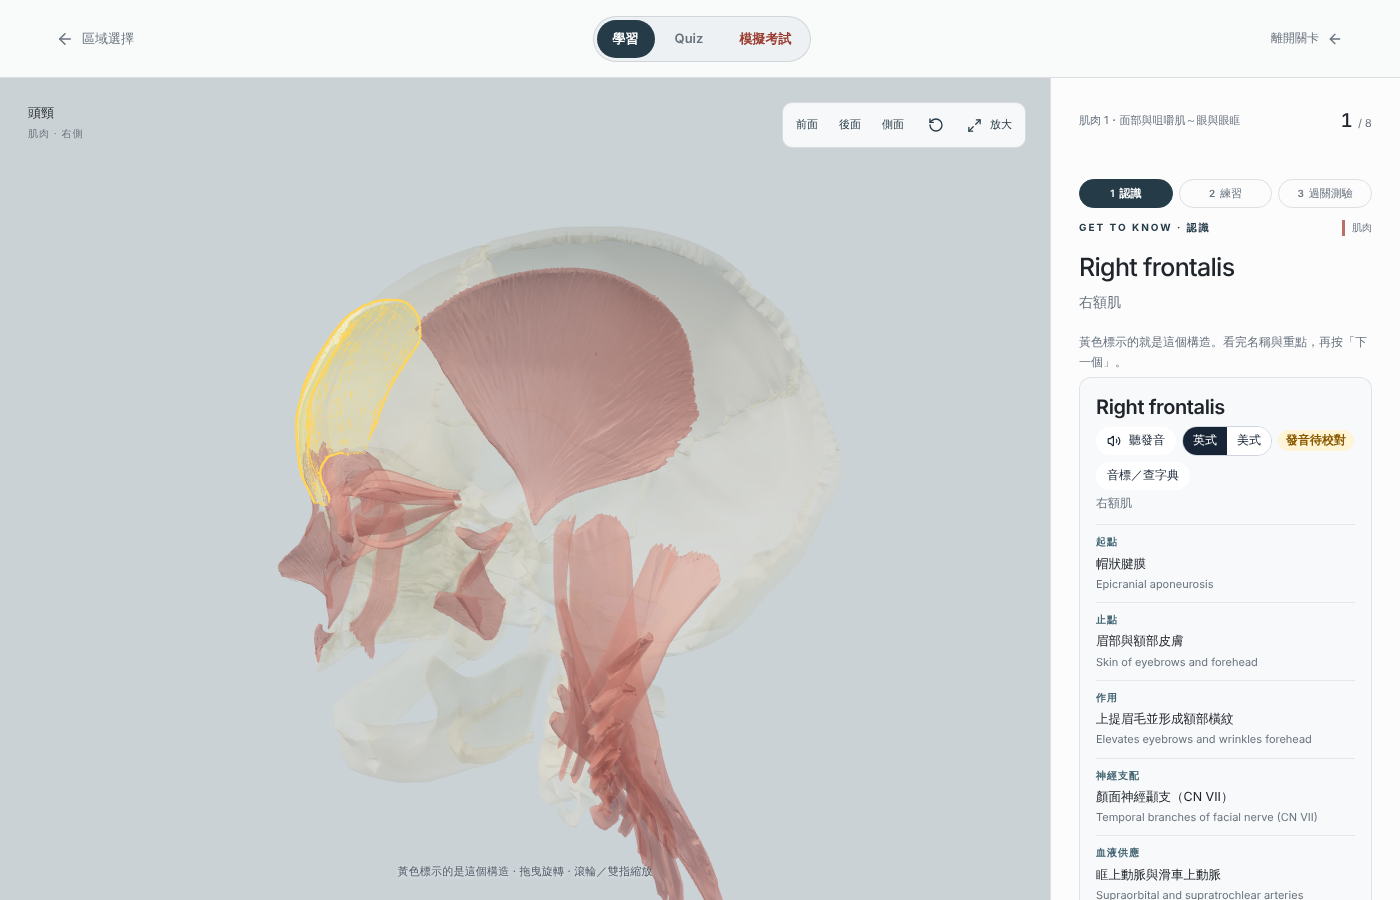 區域選擇
學習
Quiz
模擬考試
離開關卡
頭頸
肌肉 · 右側
前面
後面
側面
放大
黃色標示的是這個構造 · 拖曳旋轉 · 滾輪／雙指縮放
肌肉 1 · 面部與咀嚼肌～眼與眼眶
1 / 8
1 認識
2 練習
3 過關測驗
GET TO KNOW · 認識
肌肉
Right frontalis
右額肌
黃色標示的就是這個構造。看完名稱與重點，再按「下
一個」。
Right frontalis
聽發音
英式
美式
發音待校對
音標／查字典
右額肌
起點
帽狀腱膜
Epicranial aponeurosis
止點
眉部與額部皮膚
Skin of eyebrows and forehead
作用
上提眉毛並形成額部橫紋
Elevates eyebrows and wrinkles forehead
神經支配
顏面神經顳支（CN VII）
Temporal branches of facial nerve (CN VII)
血液供應
眶上動脈與滑車上動脈
Supraorbital and supratrochlear arteries